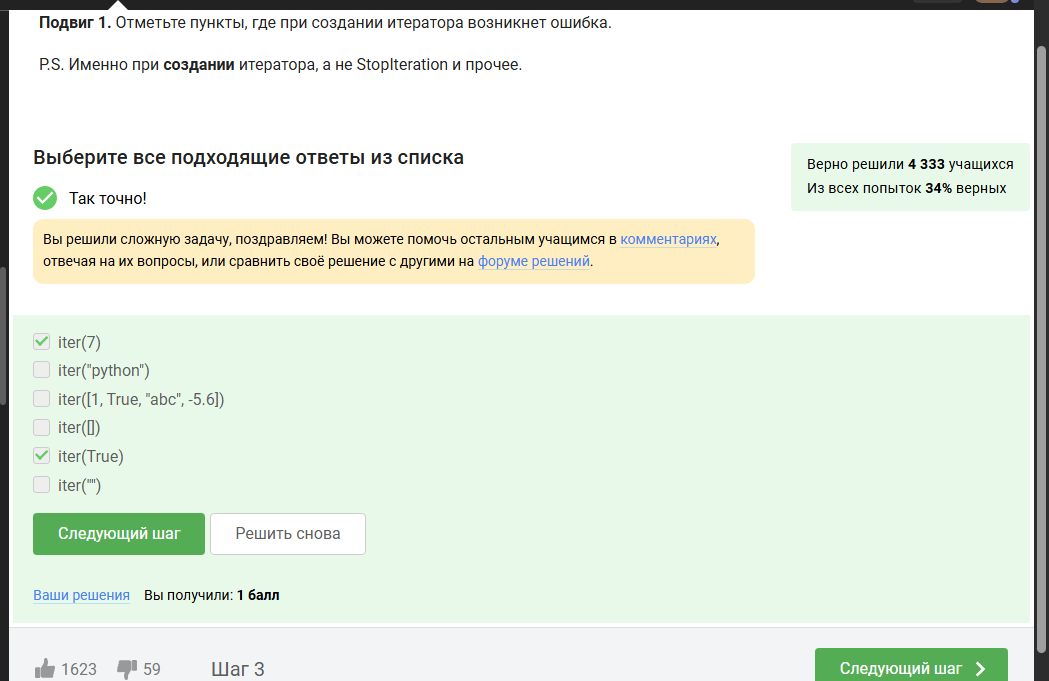 Подвиг 1. Отметьте пункты, где при создании итератора возникнет ошибка.
P.S. Именно при создании итератора, а не StopIteration и прочее.
Выберите все подходящие ответы из списка
Верно решили 4 333 учащихся
Из всех попыток 34% верных
Так точно!
Вы решили сложную задачу, поздравляем! Вы можете помочь остальным учащимся в комментариях,
отвечая на их вопросы, или сравнить своё решение с другими на форуме решений.
iter(7)
iter("python")
iter([1, True, "abc", -5.6])
iter([])
iter(True)
iter("")
Следующий шаг
Решить снова
Ваши решения Вы получили: 1 балл
1623 59 Шаг 3 Следующий шаг